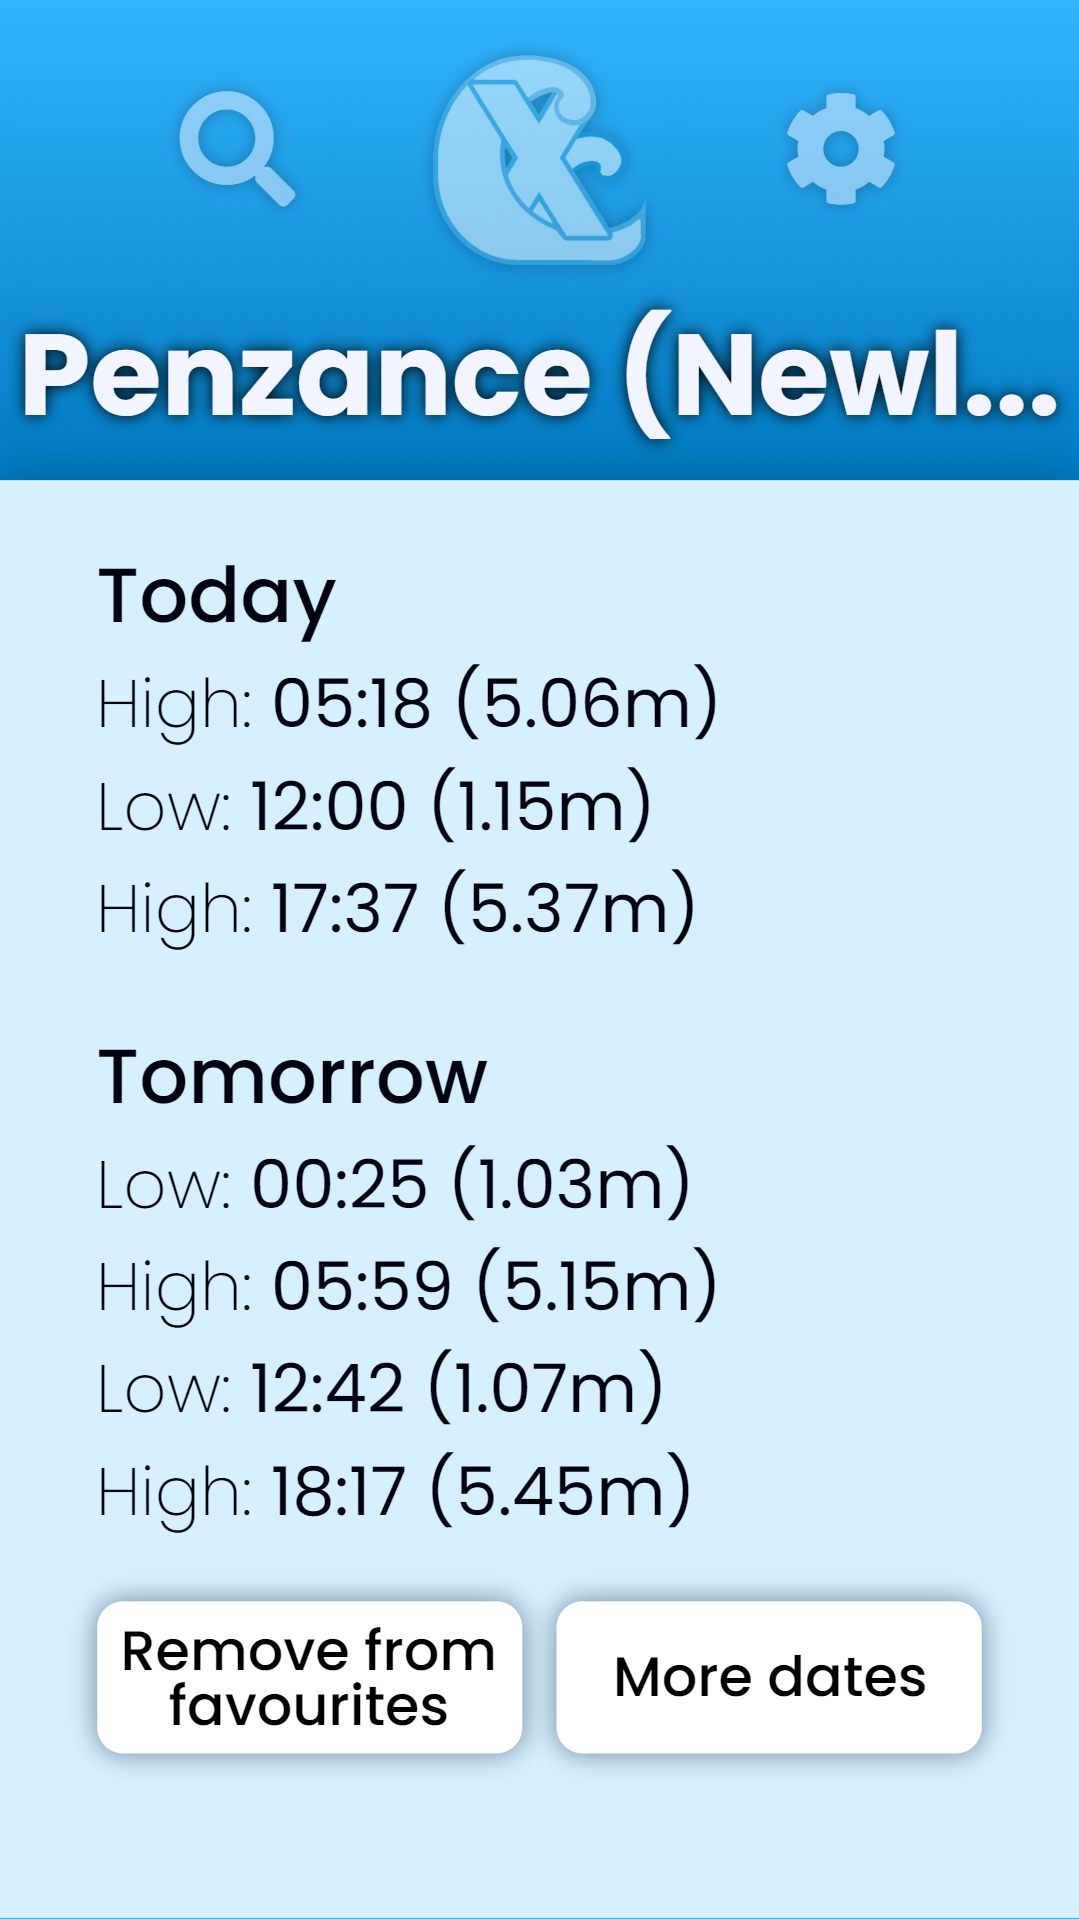 Penzance (Newl...
Today
High: 05:18 (5.06m)
Low: 12:00 (1.15m)
High: 17:37 (5.37m)
Tomorrow
Low: 00:25 (1.03m)
High: 05:59 (5.15m)
Low: 12:42 (1.07m)
High: 18:17 (5.45m)
Remove from
favourites
More dates